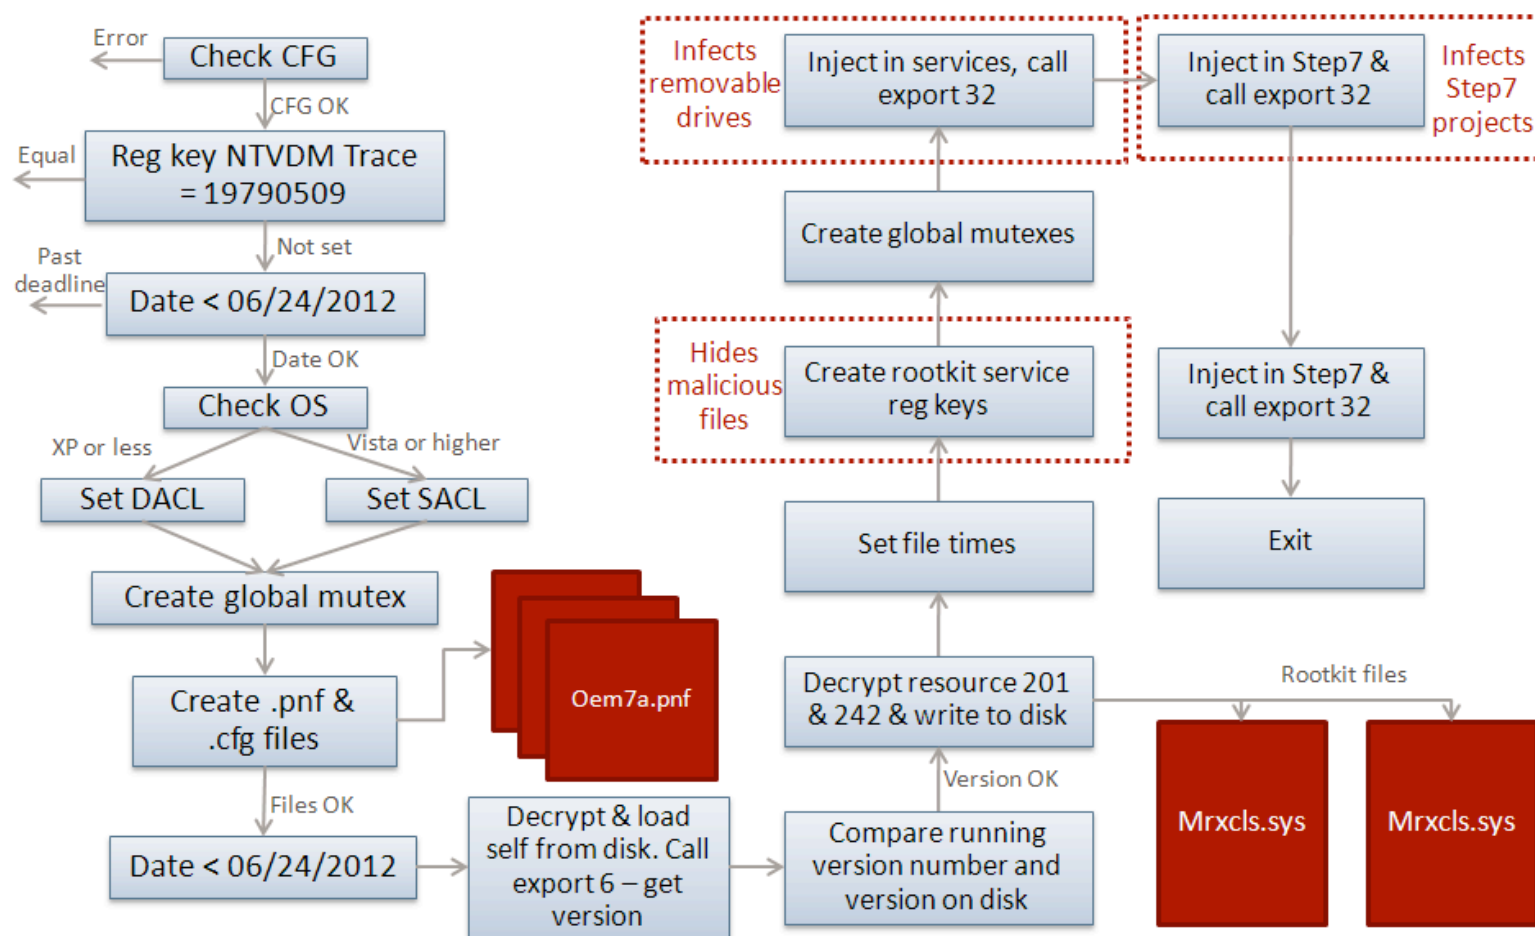 Error
Check CFG
CFG OK
Equal
Reg key NTVDM Trace
= 19790509
Not set
Past
deadline
Date < 06/24/2012
Date OK
Check OS
XP or less
Vista or higher
Set DACL
Set SACL
Create global mutex
Create .pnf &
.cfg files
Oem7a.pnf
Files OK
Date < 06/24/2012
Decrypt & load
self from disk. Call
export 6 – get
version
Compare running
version number and
version on disk
Version OK
Decrypt resource 201
& 242 & write to disk
Rootkit files
Mrxcls.sys
Mrxcls.sys
Set file times
Hides
malicious
files
Create rootkit service
reg keys
Create global mutexes
Infects
removable
drives
Inject in services, call
export 32
Inject in Step7 &
call export 32
Infects
Step7
projects
Inject in Step7 &
call export 32
Exit